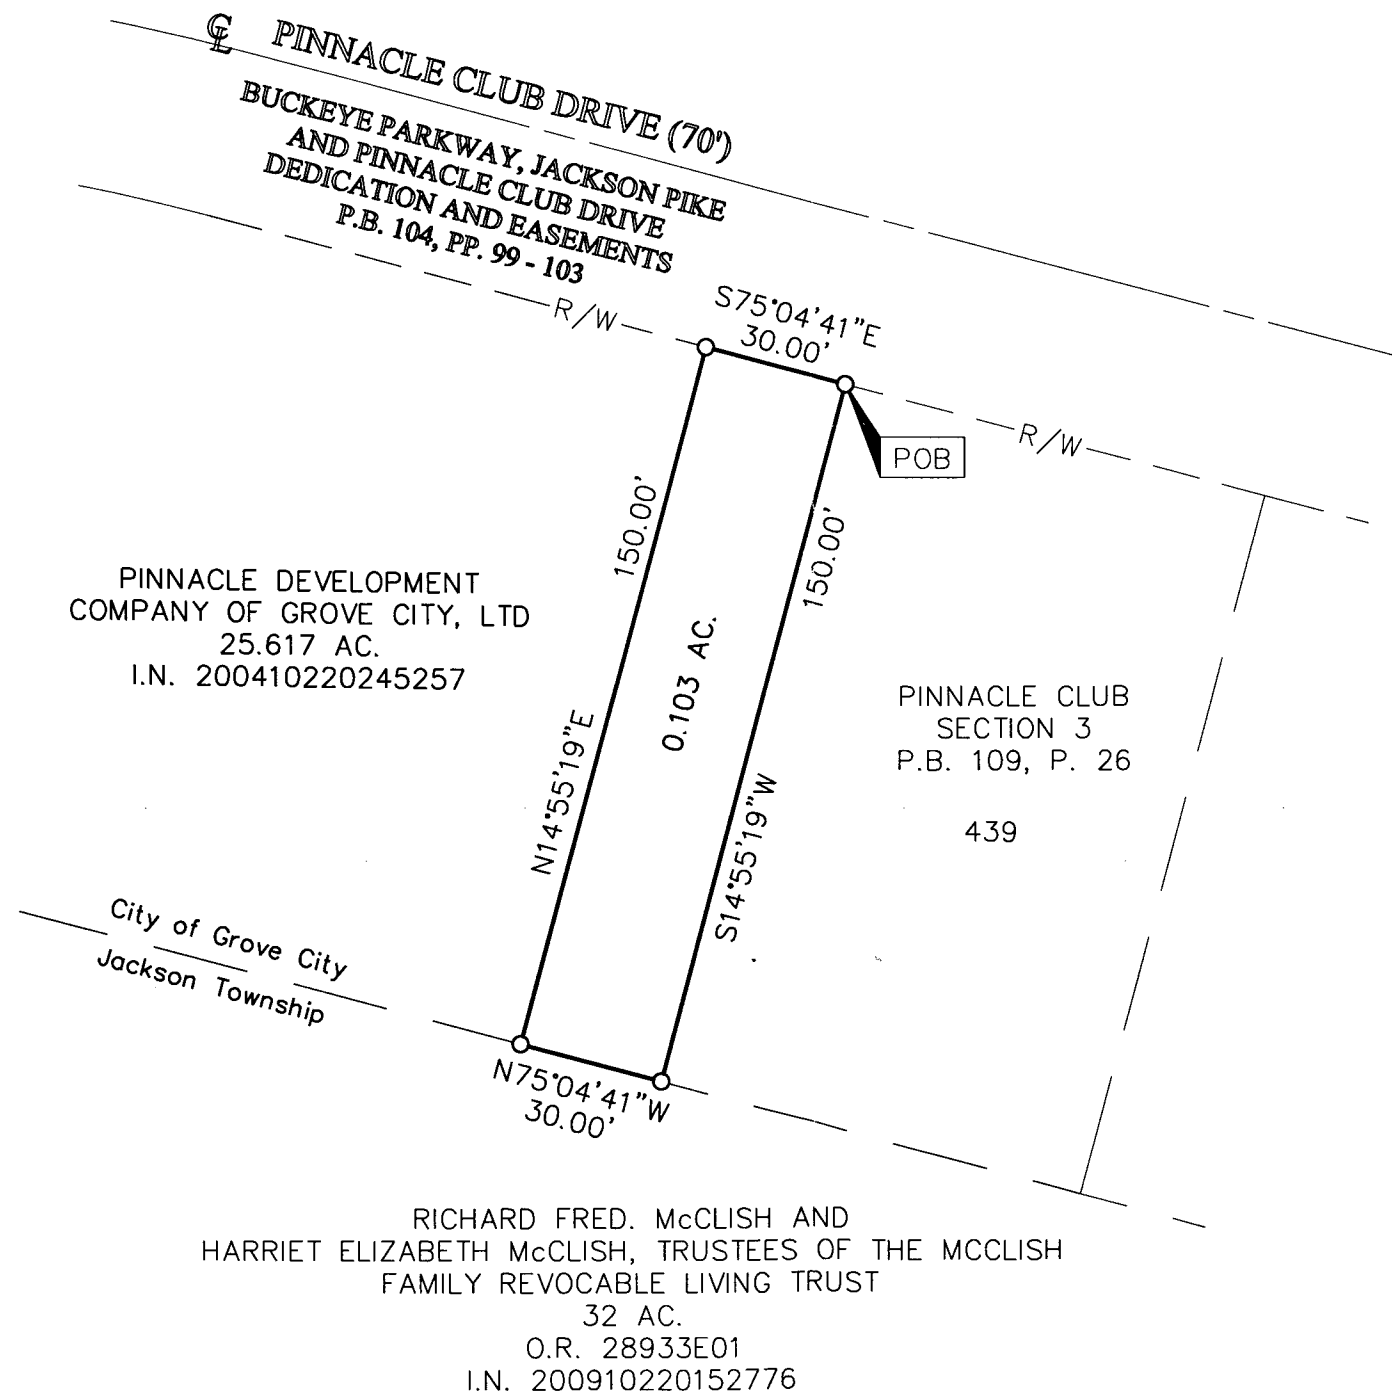 ℄ PINNACLE CLUB DRIVE (70')
BUCKEYE PARKWAY, JACKSON PIKE
AND PINNACLE CLUB DRIVE
DEDICATION AND EASEMENTS
P.B. 104, PP. 99 - 103
R/W
S75°04'41"E
30.00'
R/W
POB
150.00'
150.00'
PINNACLE DEVELOPMENT
COMPANY OF GROVE CITY, LTD
25.617 AC.
I.N. 200410220245257
0.103 AC.
PINNACLE CLUB
SECTION 3
P.B. 109, P. 26
439
N14°55'19"E
S14°55'19"W
City of Grove City
Jackson Township
N75°04'41"W
30.00'
RICHARD FRED. McCLISH AND
HARRIET ELIZABETH McCLISH, TRUSTEES OF THE MCCLISH
FAMILY REVOCABLE LIVING TRUST
32 AC.
O.R. 28933E01
I.N. 200910220152776